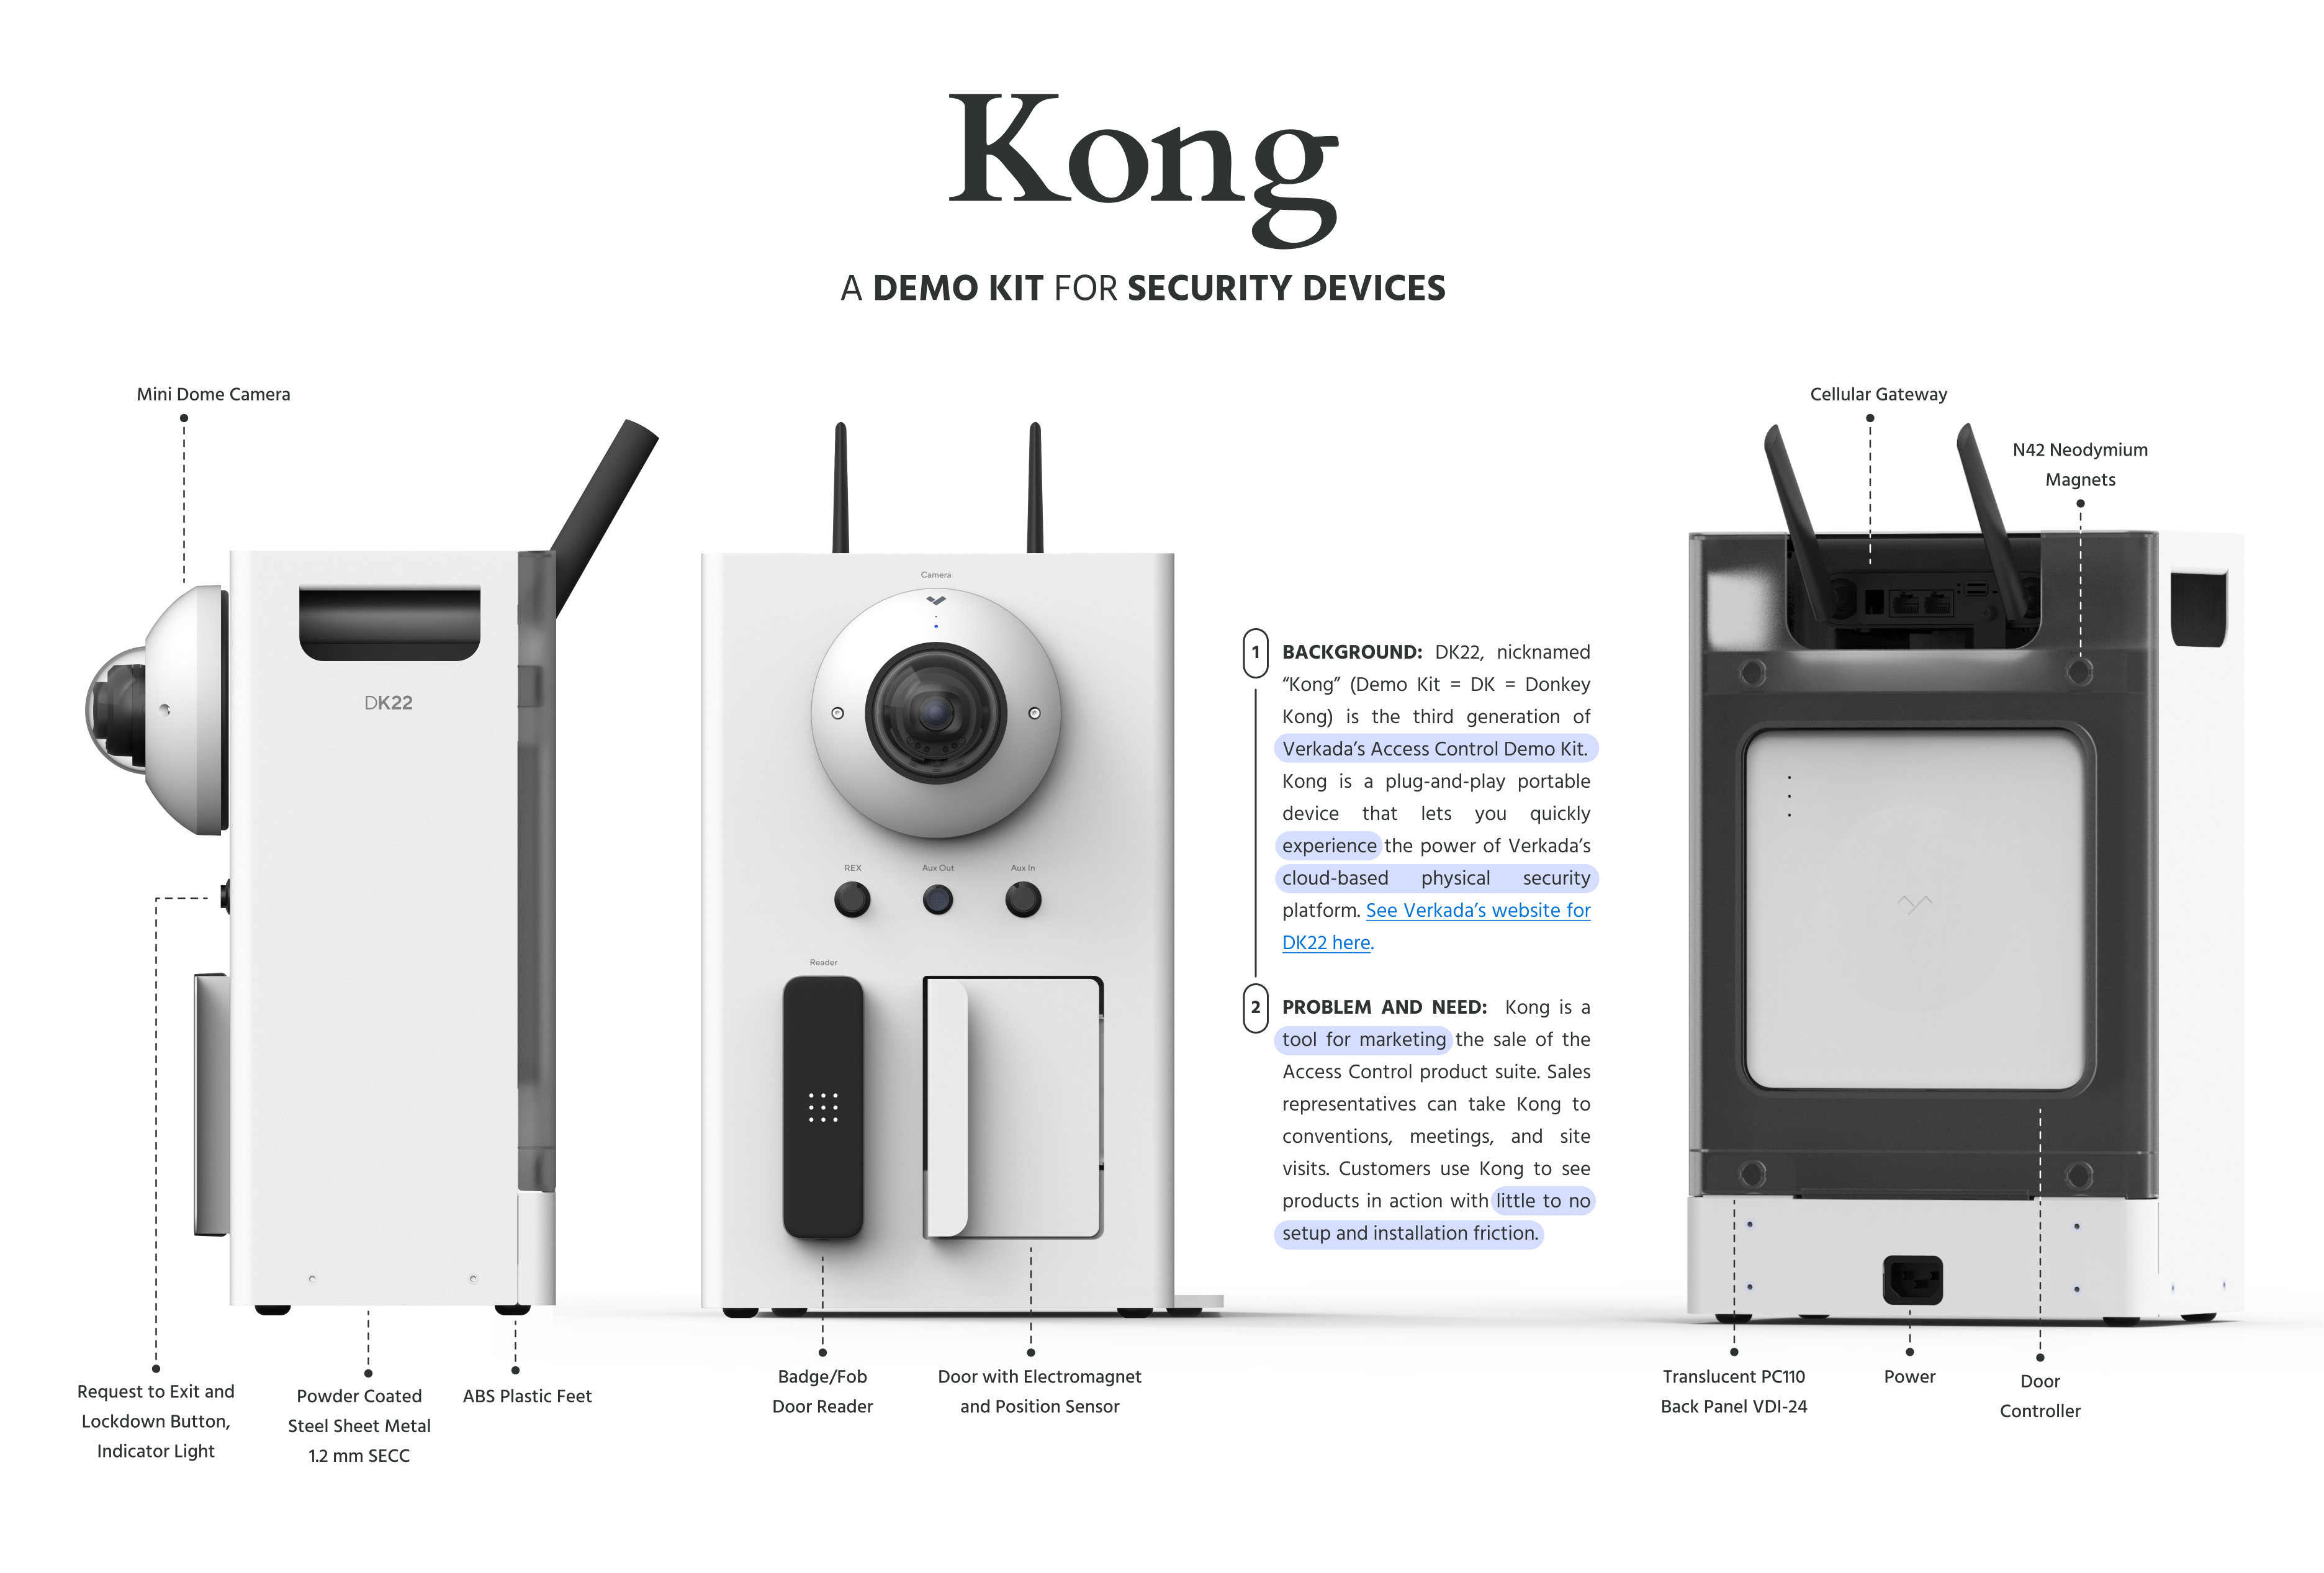 Kong
A DEMO KIT FOR SECURITY DEVICES
Mini Dome Camera
DK22
Request to Exit and
Lockdown Button,
Indicator Light
Powder Coated
Steel Sheet Metal
1.2 mm SECC
ABS Plastic Feet
Camera
REX
Aux Out
Aux In
Reader
Badge/Fob
Door Reader
Door with Electromagnet
and Position Sensor
1
BACKGROUND: DK22, nicknamed
“Kong” (Demo Kit = DK = Donkey
Kong) is the third generation of
Verkada’s Access Control Demo Kit.
Kong is a plug-and-play portable
device that lets you quickly
experience the power of Verkada’s
cloud-based physical security
platform. See Verkada’s website for
DK22 here.
2
PROBLEM AND NEED: Kong is a
tool for marketing the sale of the
Access Control product suite. Sales
representatives can take Kong to
conventions, meetings, and site
visits. Customers use Kong to see
products in action with little to no
setup and installation friction.
Cellular Gateway
N42 Neodymium
Magnets
Translucent PC110
Back Panel VDI-24
Power
Door
Controller